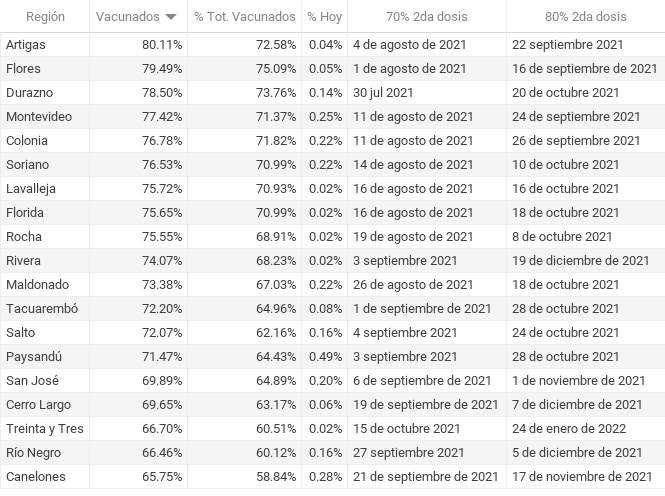 Región Vacunados % Tot. Vacunados % Hoy 70% 2da dosis 80% 2da dosis
Artigas 80.11% 72.58% 0.04% 4 de agosto de 2021 22 septiembre 2021
Flores 79.49% 75.09% 0.05% 1 de agosto de 2021 16 de septiembre de 2021
Durazno 78.50% 73.76% 0.14% 30 jul 2021 20 de octubre 2021
Montevideo 77.42% 71.37% 0.25% 11 de agosto de 2021 24 de septiembre 2021
Colonia 76.78% 71.82% 0.22% 11 de agosto de 2021 26 de septiembre 2021
Soriano 76.53% 70.99% 0.22% 14 de agosto de 2021 10 de octubre 2021
Lavalleja 75.72% 70.93% 0.02% 16 de agosto de 2021 16 de octubre 2021
Florida 75.65% 70.99% 0.02% 16 de agosto de 2021 18 de octubre 2021
Rocha 75.55% 68.91% 0.02% 19 de agosto de 2021 8 de octubre 2021
Rivera 74.07% 68.23% 0.02% 3 septiembre 2021 19 de diciembre de 2021
Maldonado 73.38% 67.03% 0.22% 26 de agosto de 2021 18 de octubre 2021
Tacuarembó 72.20% 64.96% 0.08% 1 de septiembre de 2021 28 de octubre 2021
Salto 72.07% 62.16% 0.16% 4 septiembre 2021 24 de octubre 2021
Paysandú 71.47% 64.43% 0.49% 3 septiembre 2021 28 de octubre 2021
San José 69.89% 64.89% 0.20% 6 de septiembre de 2021 1 de noviembre de 2021
Cerro Largo 69.65% 63.17% 0.06% 19 de septiembre de 2021 7 de diciembre de 2021
Treinta y Tres 66.70% 60.51% 0.02% 15 de octubre 2021 24 de enero de 2022
Río Negro 66.46% 60.12% 0.16% 27 septiembre 2021 5 de diciembre de 2021
Canelones 65.75% 58.84% 0.28% 21 de septiembre de 2021 17 de noviembre de 2021